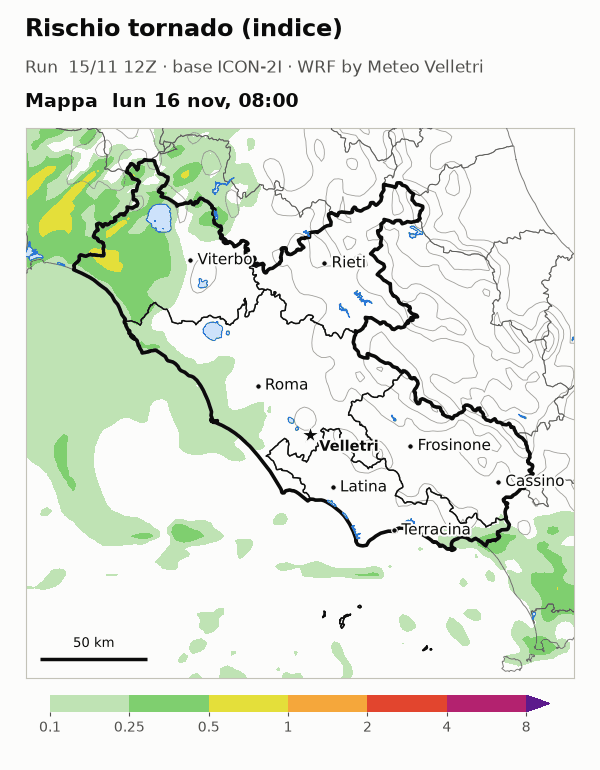 Rischio tornado (indice)
Run 15/11 12Z · base ICON-2I · WRF by Meteo Velletri
Mappa lun 16 nov, 08:00
Viterbo
Rieti
Roma
Velletri
Frosinone
Latina
Cassino
Terracina
50 km
0.1 0.25 0.5 1 2 4 8